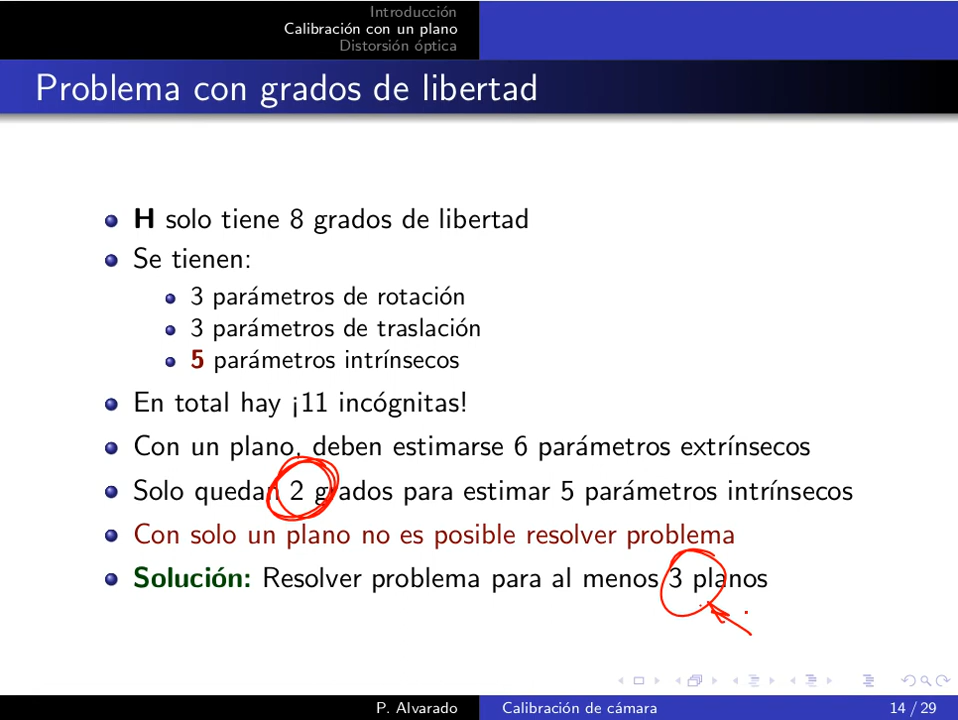 Introducción
Calibración con un plano
Distorsión óptica
Problema con grados de libertad
H solo tiene 8 grados de libertad
Se tienen:
3 parámetros de rotación
3 parámetros de traslación
5 parámetros intrínsecos
En total hay ¡11 incógnitas!
Con un plano, deben estimarse 6 parámetros extrínsecos
Solo quedan 2 grados para estimar 5 parámetros intrínsecos
Con solo un plano no es posible resolver problema
Solución: Resolver problema para al menos 3 planos
P. Alvarado Calibración de cámara 14 / 29